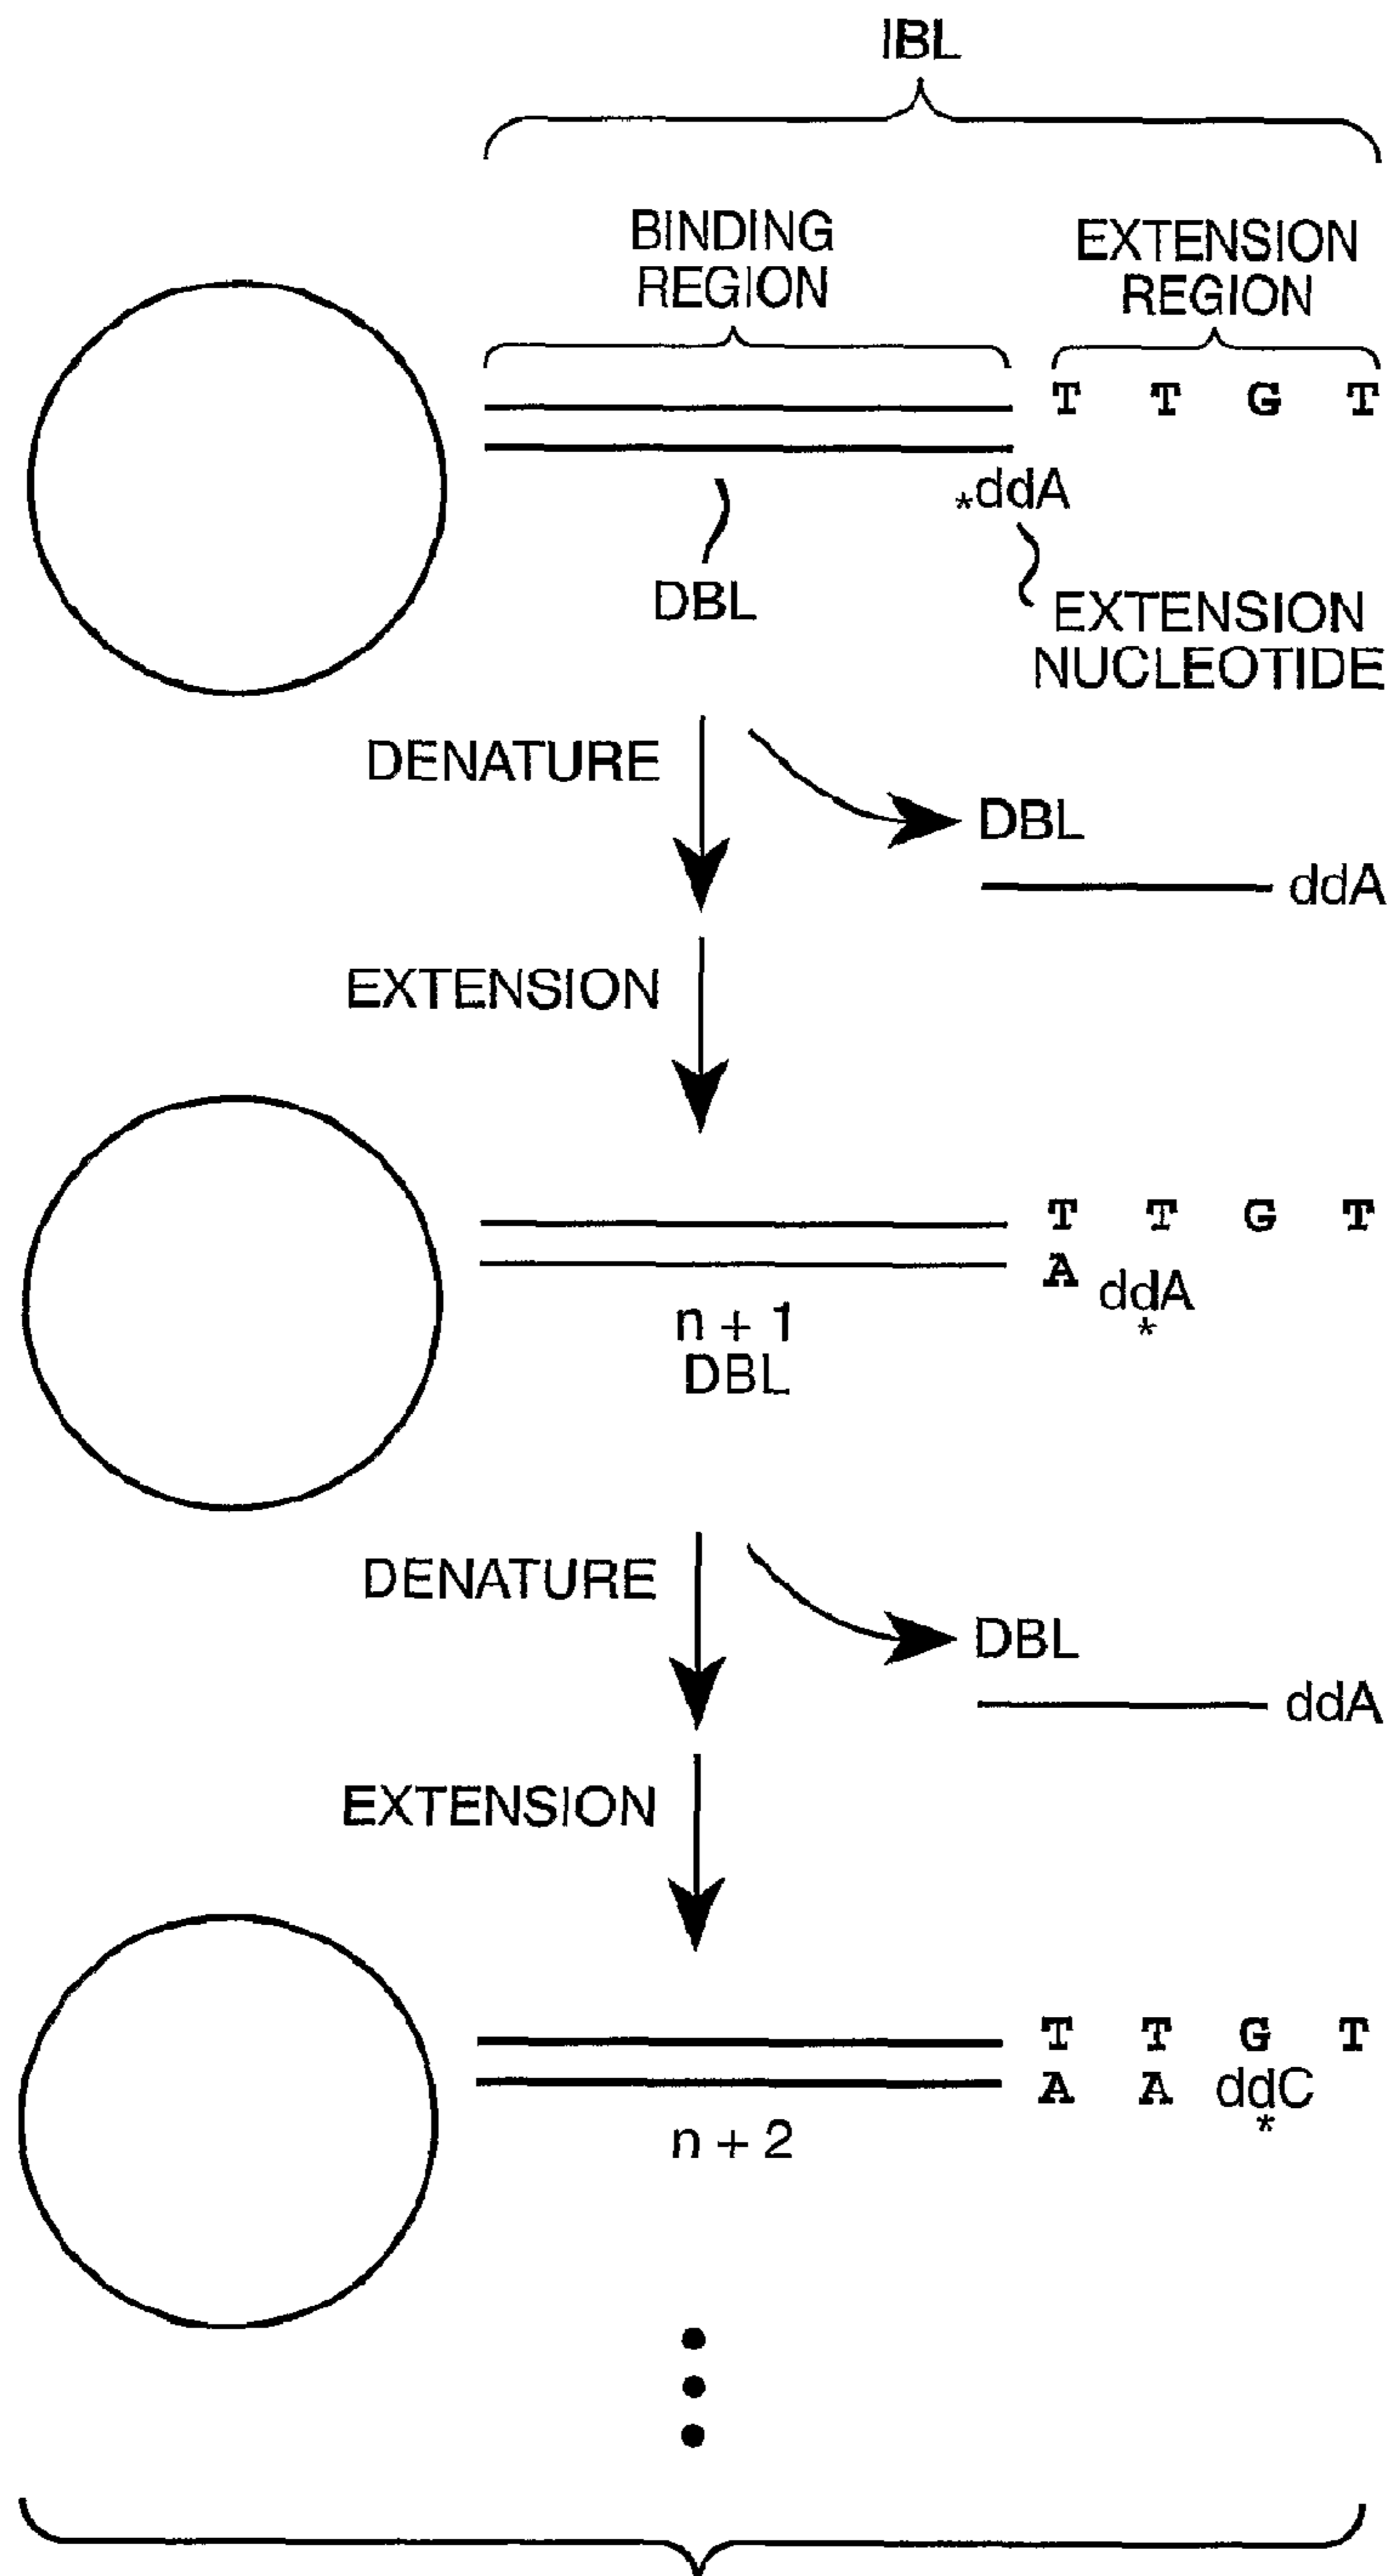 IBL
BINDING
REGION
EXTENSION
REGION
T T G T
*ddA
DBL
EXTENSION
NUCLEOTIDE
DENATURE
DBL
ddA
EXTENSION
T T G T
A ddA
*
n + 1
DBL
DENATURE
DBL
ddA
EXTENSION
T T G T
A A ddC
*
n + 2